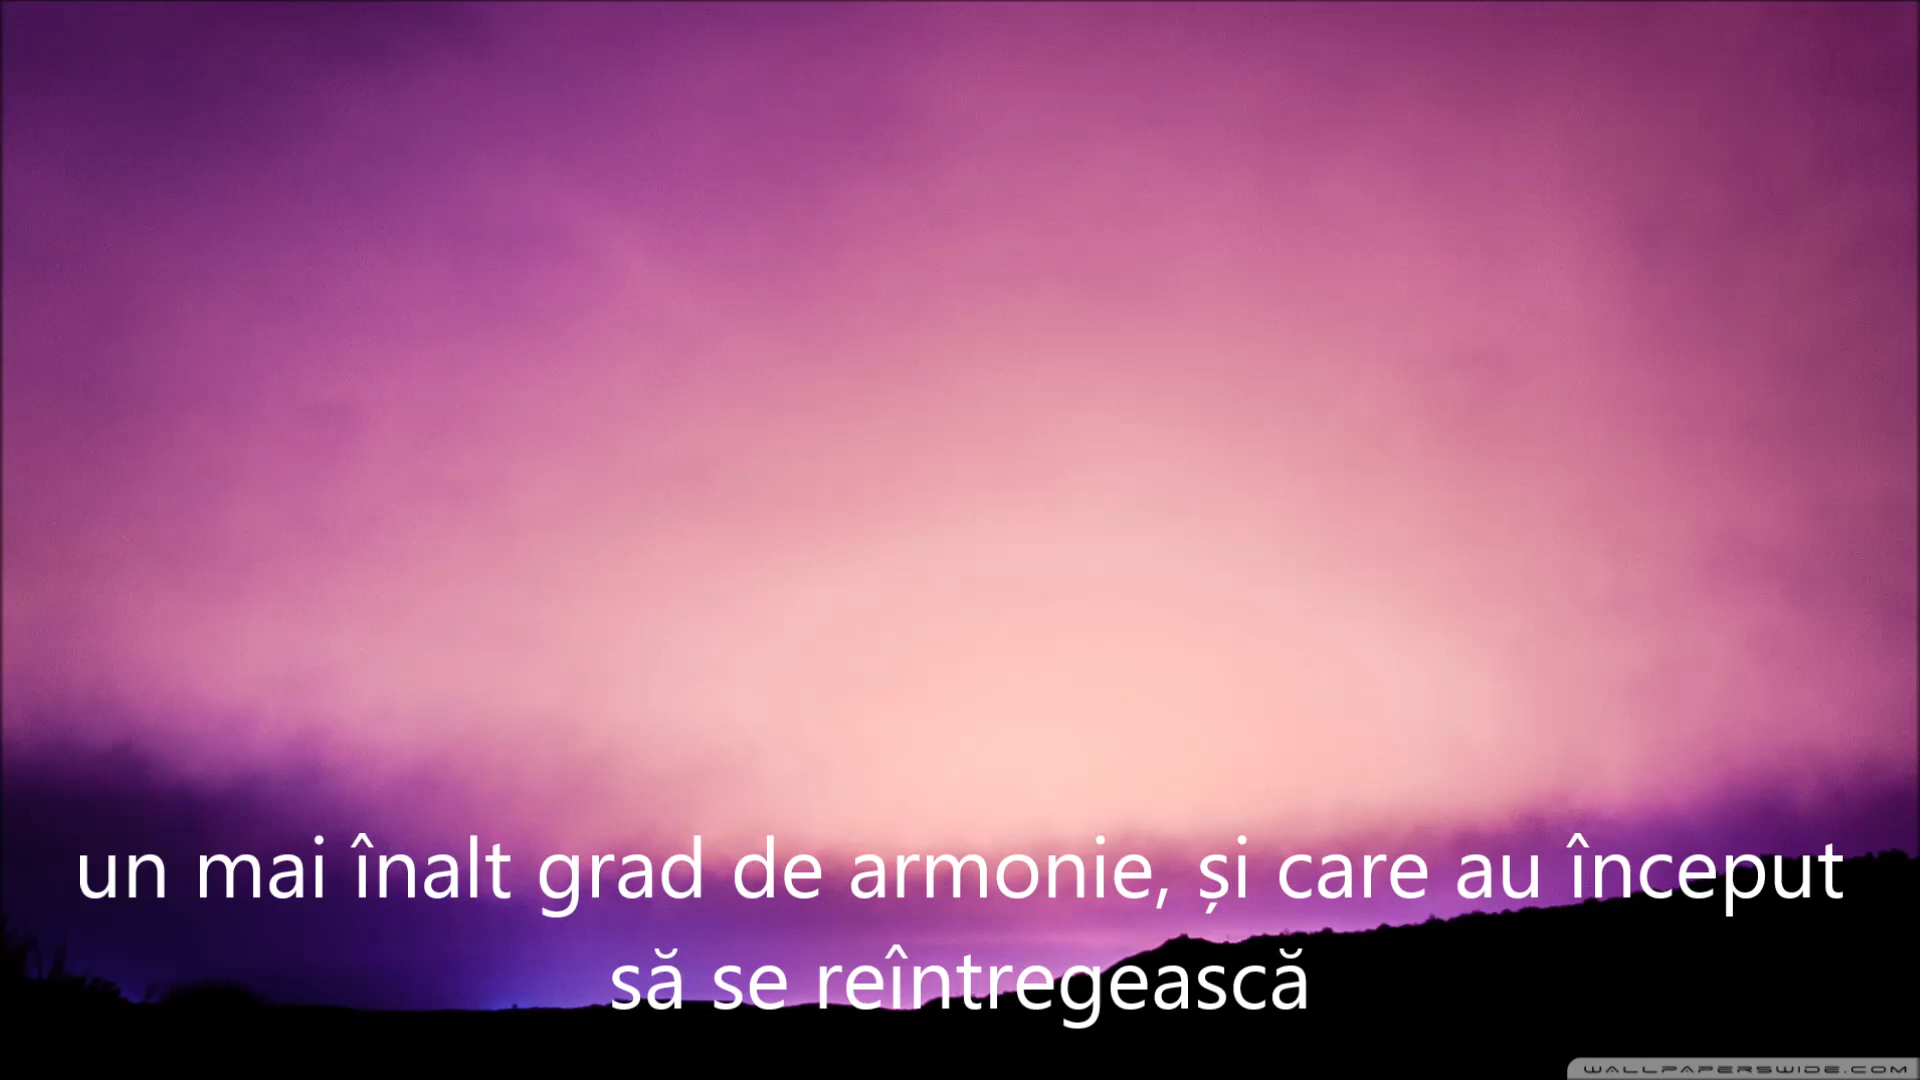 un mai înalt grad de armonie, și care au început
să se reîntregească
WALLPAPERSWIDE.COM